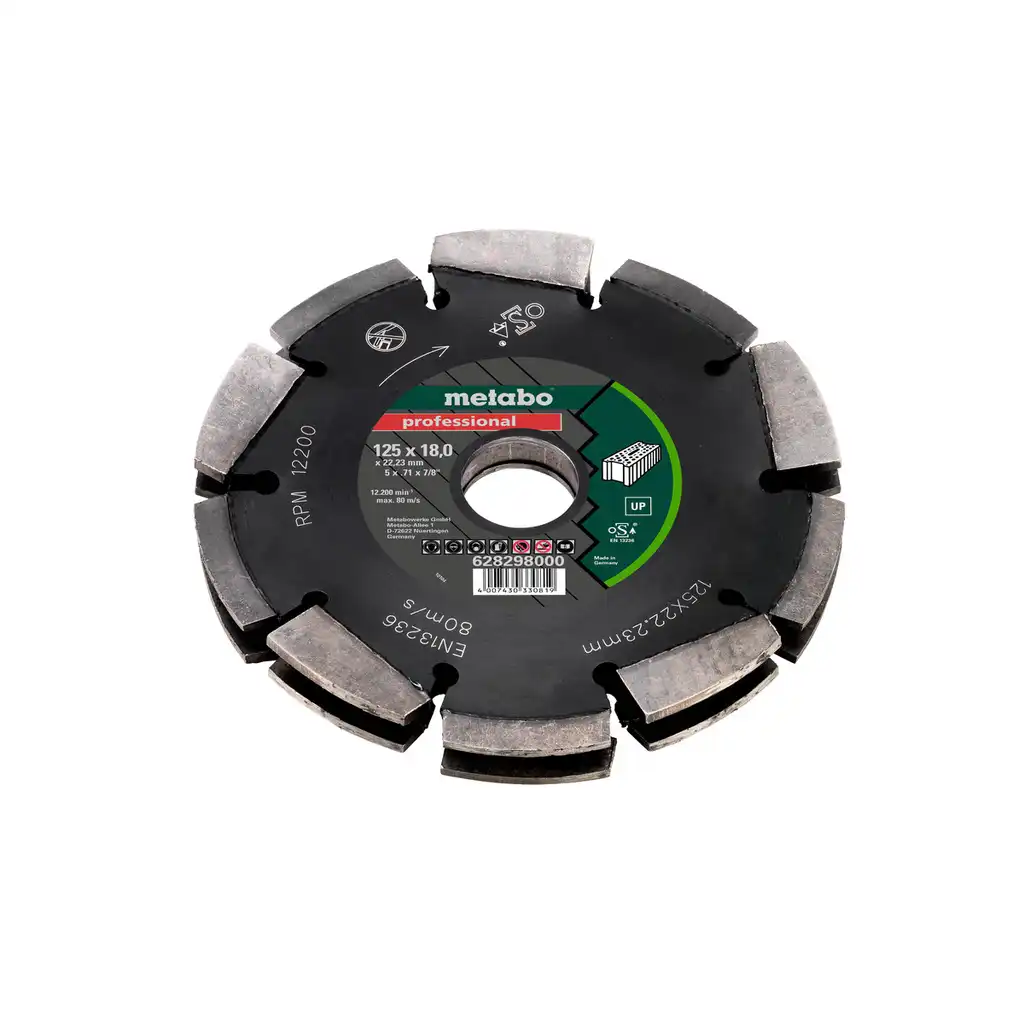 metabo
professional
125 x 18,0
x 22,23 mm
5 x .71 x 7/8"
12.200 min⁻¹
max. 80 m/s
Metabowerke GmbH
Metabo-Allee 1
D-72622 Nuertingen
Germany
628298000
4 007430 330819
UP
EN 13236
Made in
Germany
RPM 12200
EN13236
80m/s
125X22.23mm